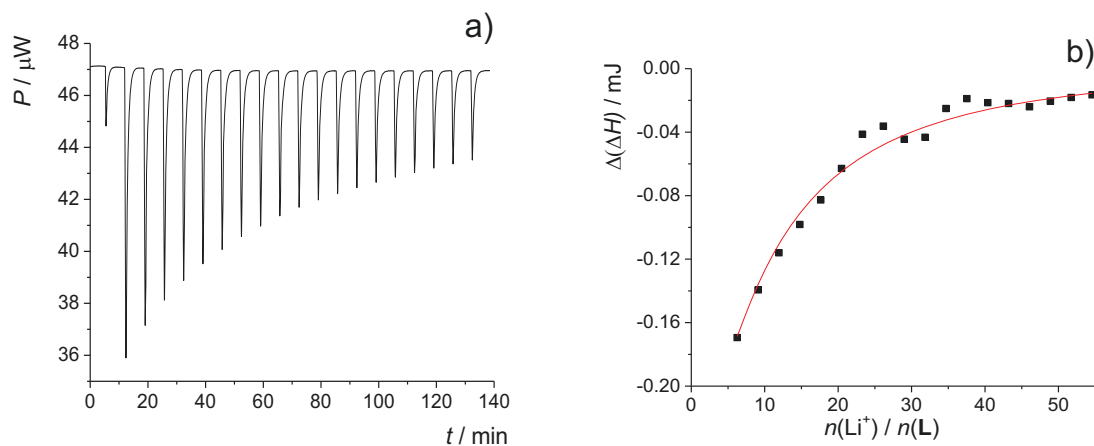 a)
P / μW
48
46
44
42
40
38
36
0 20 40 60 80 100 120 140
t / min
b)
Δ(ΔH) / mJ
0.00
-0.04
-0.08
-0.12
-0.16
-0.20
0 10 20 30 40 50
n(Li⁺) / n(L)